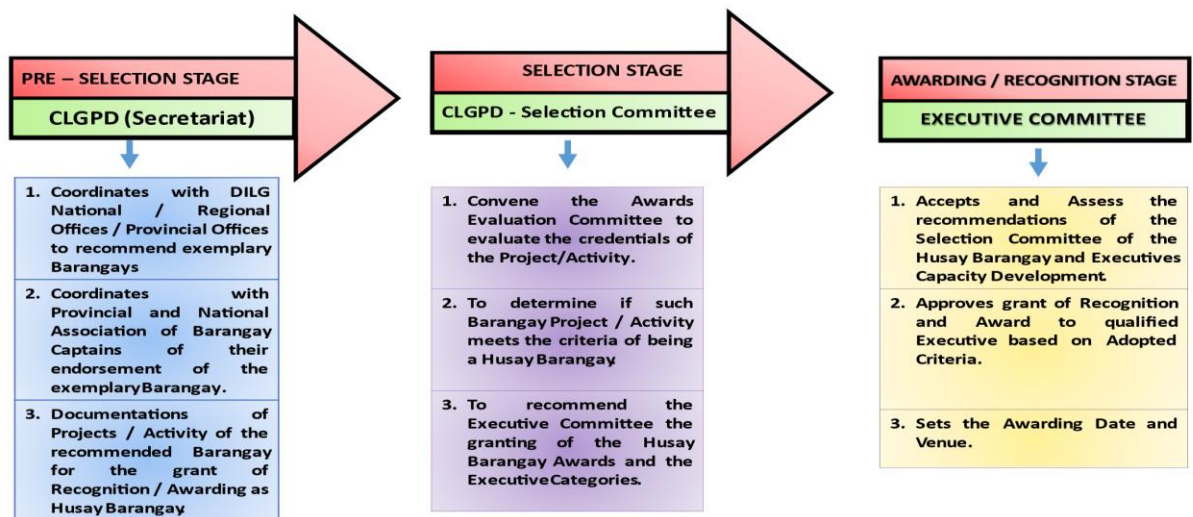 PRE – SELECTION STAGE
CLGPD (Secretariat)
1. Coordinates with DILG
National / Regional
Offices / Provincial Offices
to recommend exemplary
Barangays
2. Coordinates with
Provincial and National
Association of Barangay
Captains of their
endorsement of the
exemplary Barangay.
3. Documentations of
Projects / Activity of the
recommended Barangay
for the grant of
Recognition / Awarding as
Husay Barangay.
SELECTION STAGE
CLGPD - Selection Committee
1. Convene the Awards
Evaluation Committee to
evaluate the credentials of
the Project/Activity.
2. To determine if such
Barangay Project / Activity
meets the criteria of being
a Husay Barangay.
3. To recommend the
Executive Committee the
granting of the Husay
Barangay Awards and the
Executive Categories.
AWARDING / RECOGNITION STAGE
EXECUTIVE COMMITTEE
1. Accepts and Assess the
recommendations of the
Selection Committee of the
Husay Barangay and Executives
Capacity Development.
2. Approves grant of Recognition
and Award to qualified
Executive based on Adopted
Criteria.
3. Sets the Awarding Date and
Venue.